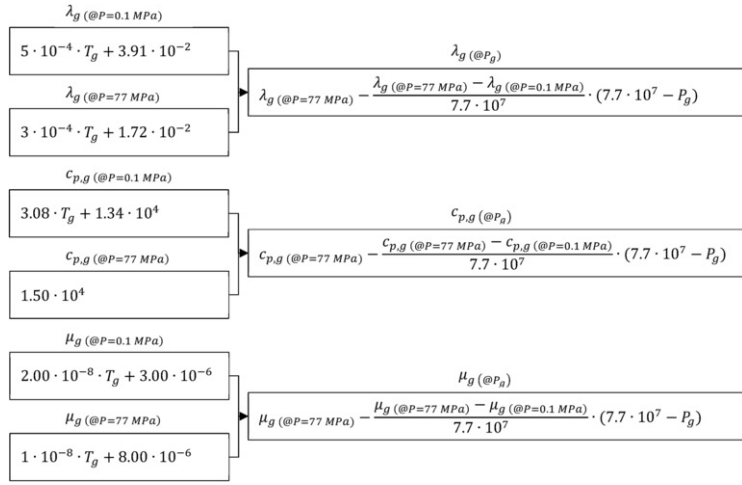 λg (@P=0.1 MPa)
5 · 10⁻⁴ · Tg + 3.91 · 10⁻²
λg (@P=77 MPa)
3 · 10⁻⁴ · Tg + 1.72 · 10⁻²
λg (@Pg)
λg (@P=77 MPa) − (λg (@P=77 MPa) − λg (@P=0.1 MPa)) / (7.7 · 10⁷) · (7.7 · 10⁷ − Pg)
cp,g (@P=0.1 MPa)
3.08 · Tg + 1.34 · 10⁴
cp,g (@P=77 MPa)
1.50 · 10⁴
cp,g (@Pg)
cp,g (@P=77 MPa) − (cp,g (@P=77 MPa) − cp,g (@P=0.1 MPa)) / (7.7 · 10⁷) · (7.7 · 10⁷ − Pg)
μg (@P=0.1 MPa)
2.00 · 10⁻⁸ · Tg + 3.00 · 10⁻⁶
μg (@P=77 MPa)
1 · 10⁻⁸ · Tg + 8.00 · 10⁻⁶
μg (@Pg)
μg (@P=77 MPa) − (μg (@P=77 MPa) − μg (@P=0.1 MPa)) / (7.7 · 10⁷) · (7.7 · 10⁷ − Pg)